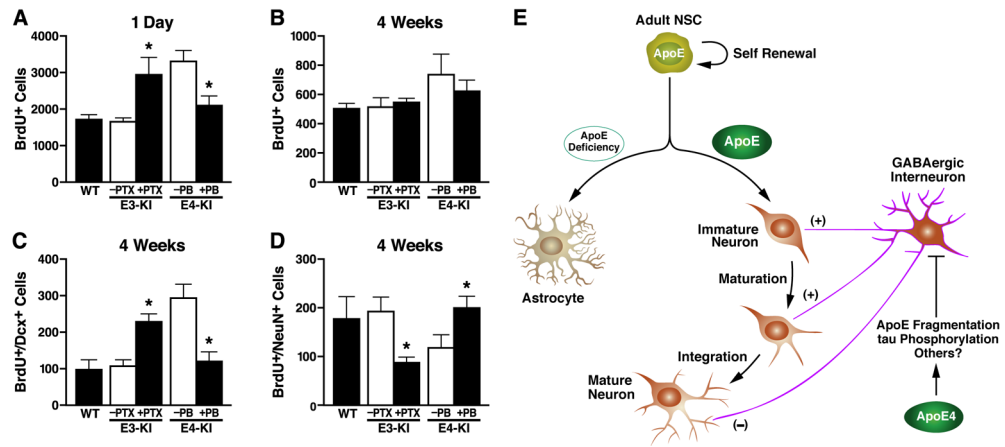 A
1 Day
BrdU+ Cells
4000
3000
2000
1000
0
*
*
WT
–PTX
+PTX
–PB
+PB
E3-KI
E4-KI
B
4 Weeks
BrdU+ Cells
1000
800
600
400
200
0
WT
–PTX
+PTX
–PB
+PB
E3-KI
E4-KI
C
4 Weeks
BrdU+/Dcx+ Cells
400
300
200
100
0
*
*
WT
–PTX
+PTX
–PB
+PB
E3-KI
E4-KI
D
4 Weeks
BrdU+/NeuN+ Cells
300
200
100
0
*
*
WT
–PTX
+PTX
–PB
+PB
E3-KI
E4-KI
E
Adult NSC
ApoE
Self Renewal
ApoE
Deficiency
ApoE
GABAergic
Interneuron
Immature
Neuron
(+)
Astrocyte
Maturation
(+)
ApoE Fragmentation
tau Phosphorylation
Others?
Integration
Mature
Neuron
(–)
ApoE4